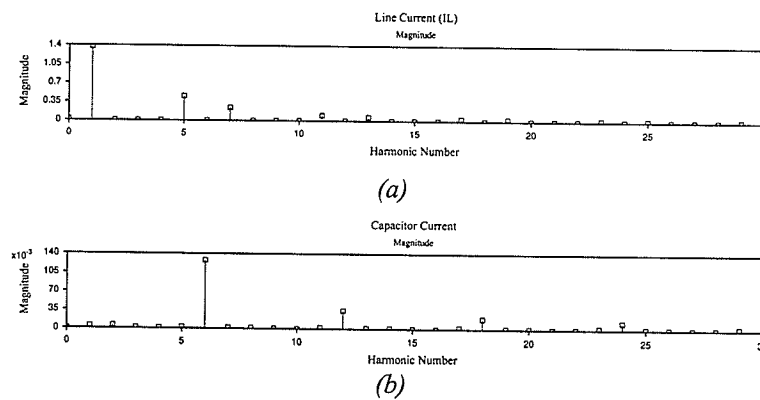 Line Current (IL)
Magnitude
1.4
1.05
0.7
0.35
0
Magnitude
0 5 10 15 20 25
Harmonic Number
(a)
Capacitor Current
Magnitude
x10⁻³
140
105
70
35
0
Magnitude
0 5 10 15 20 25 3
Harmonic Number
(b)